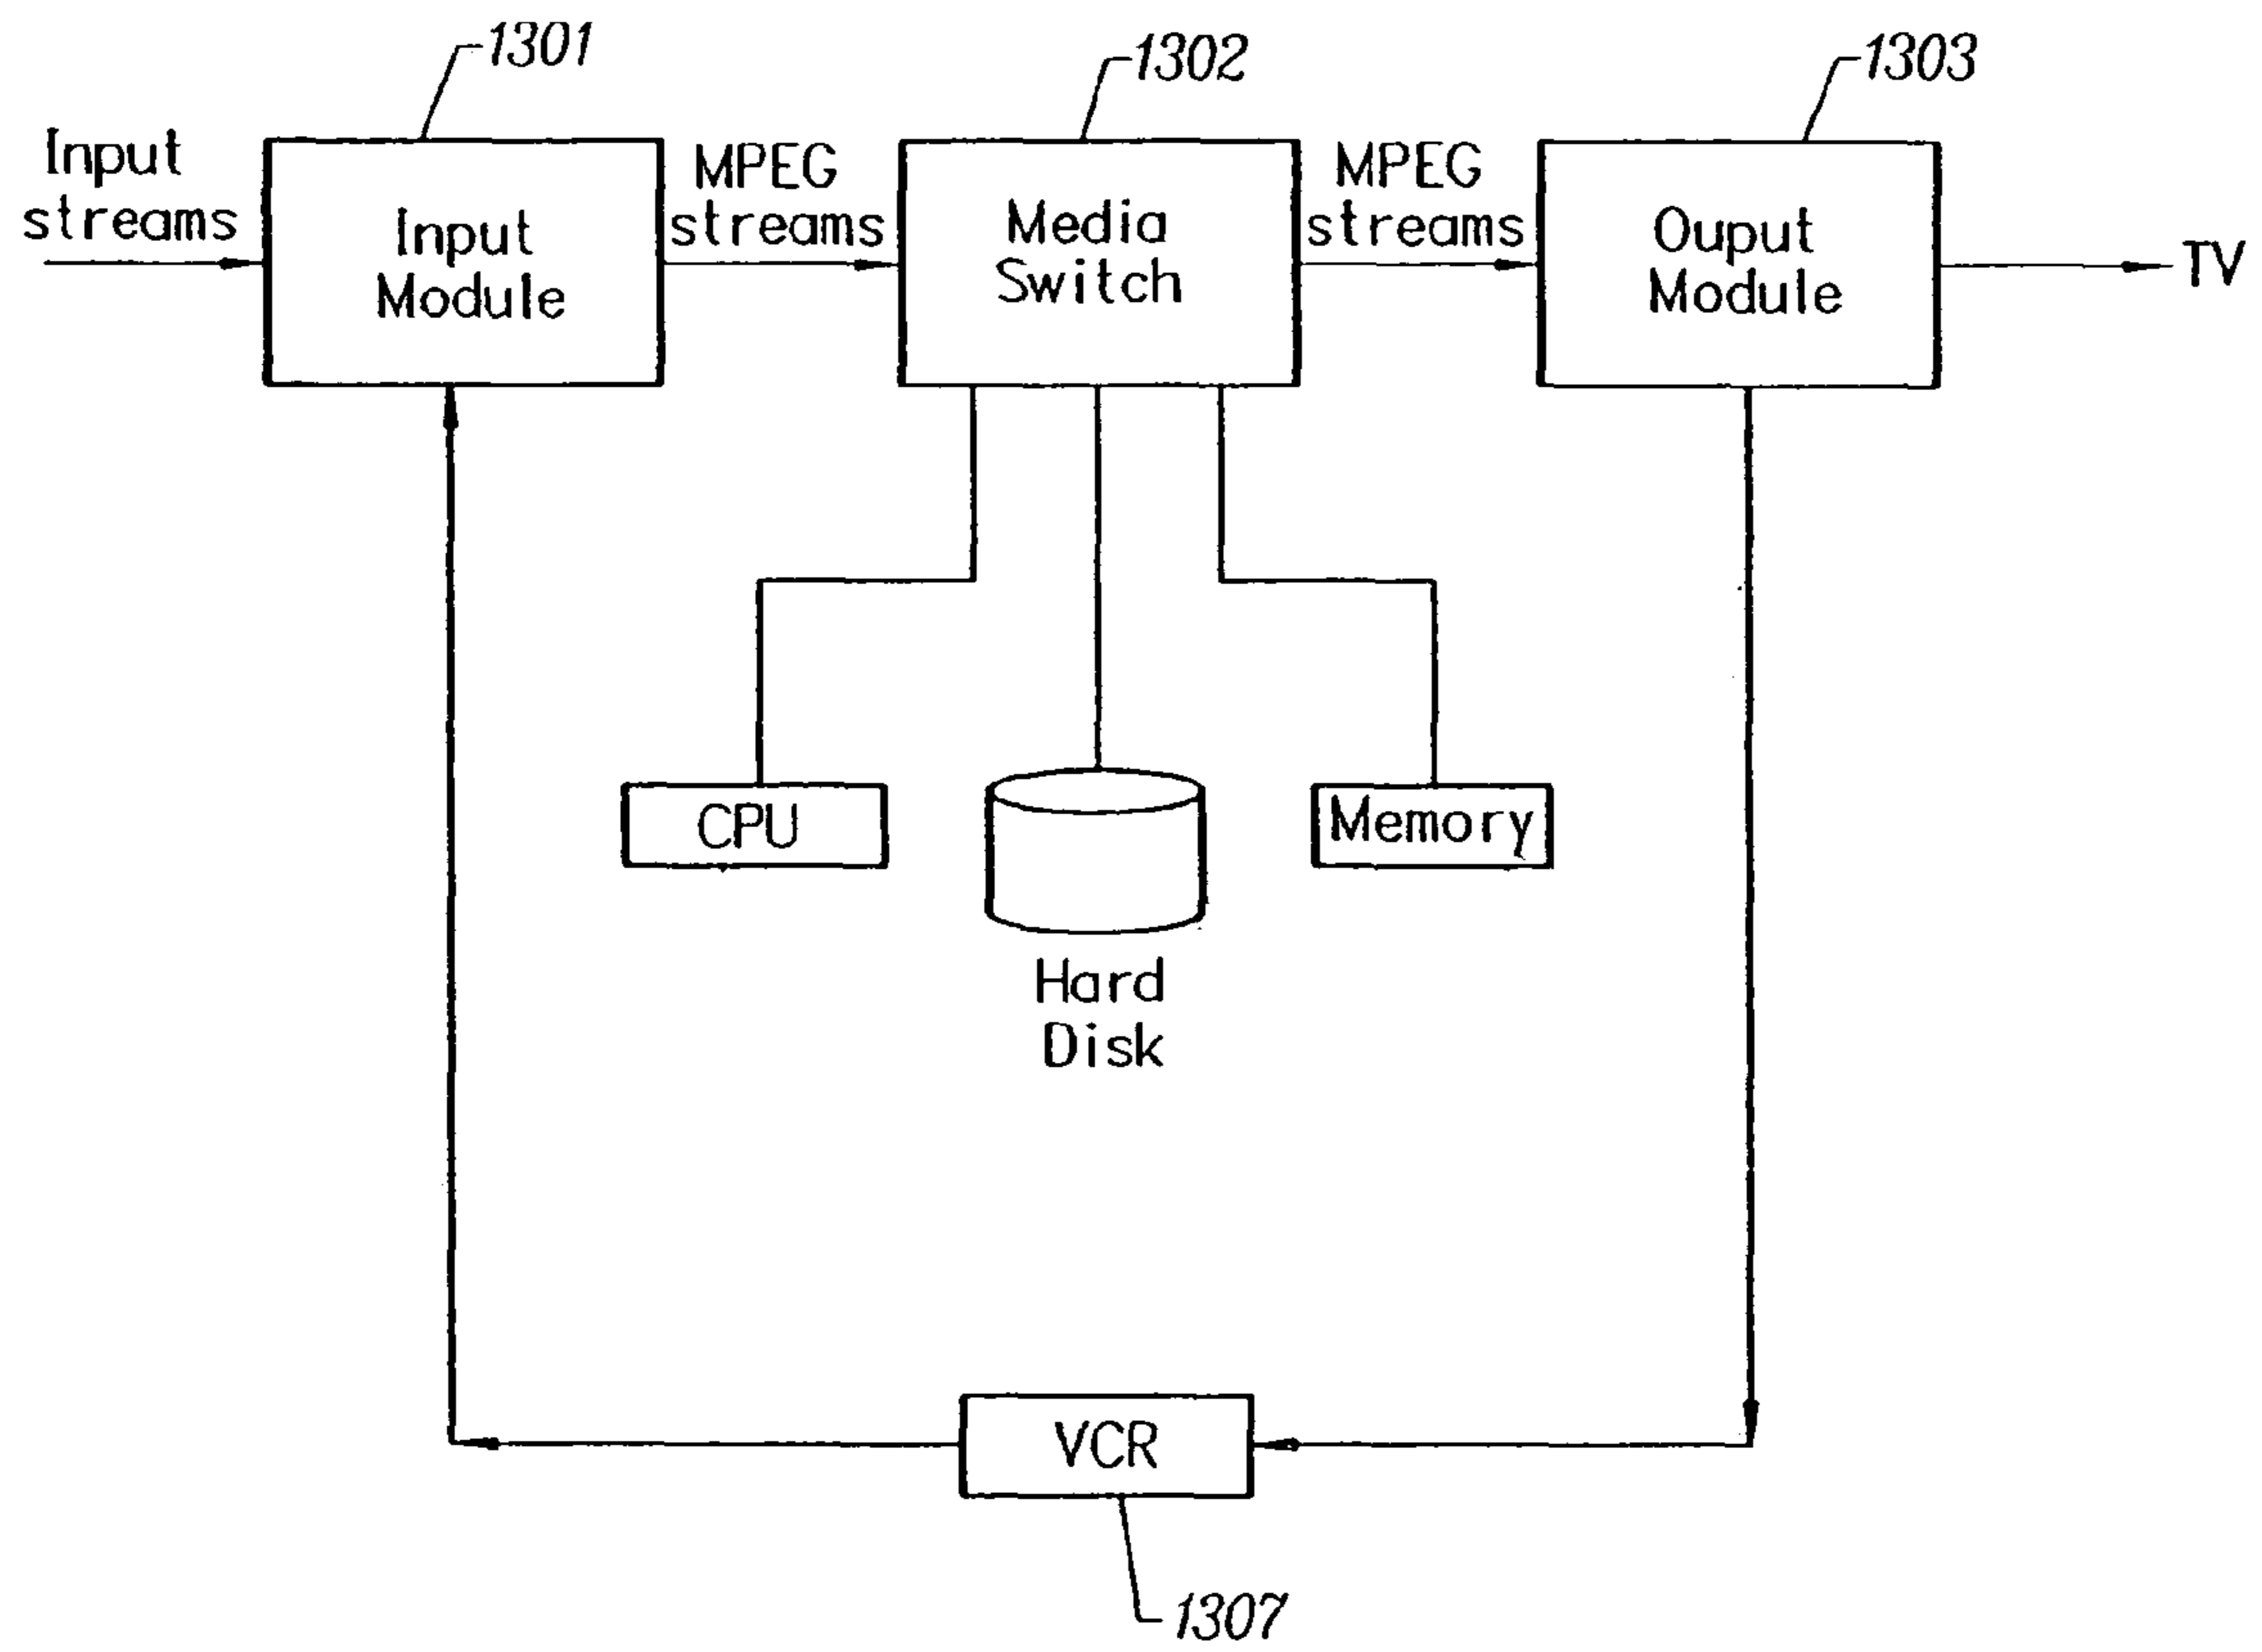 1301
1302
1303
Input
streams
Input
Module
MPEG
streams
Media
Switch
MPEG
streams
Ouput
Module
TV
CPU
Memory
Hard
Disk
VCR
1307